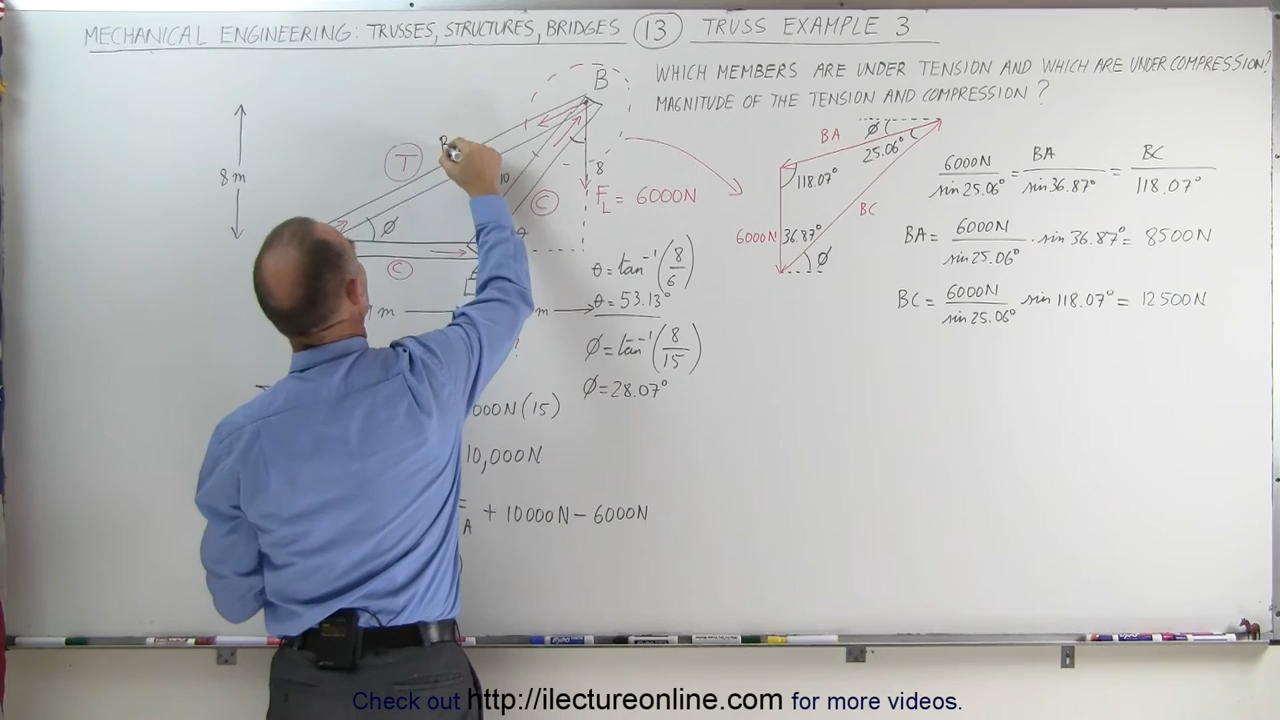 MECHANICAL ENGINEERING: TRUSSES, STRUCTURES, BRIDGES (13) TRUSS EXAMPLE 3
WHICH MEMBERS ARE UNDER TENSION AND WHICH ARE UNDER COMPRESSION?
MAGNITUDE OF THE TENSION AND COMPRESSION?
B
8 m
T
10
8
C
F_L = 6000N
∅
C
m
m
θ = tan⁻¹(8/6)
θ = 53.13°
∅ = tan⁻¹(8/15)
∅ = 28.07°
000N(15)
10,000N
A + 10000N − 6000N
BA
∅
25.06°
118.07°
BC
6000N
36.87°
∅
6000N/sin 25.06° = BA/sin 36.87° = BC/118.07°
BA = 6000N/sin 25.06° · sin 36.87° = 8500N
BC = 6000N/sin 25.06° sin 118.07° = 12500N
Check out http://ilectureonline.com for more videos.